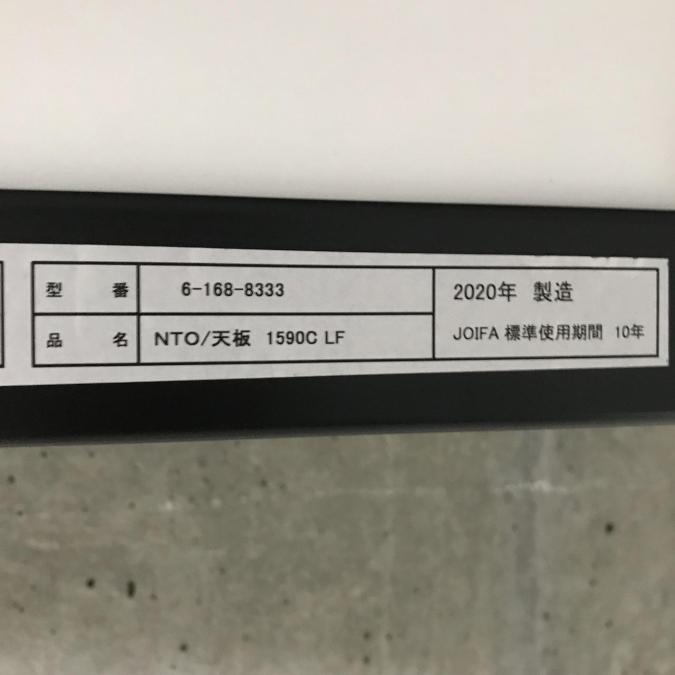 型 番 6-168-8333
品 名 NTO/天板 1590C LF
2020年 製造
JOIFA 標準使用期間 10年